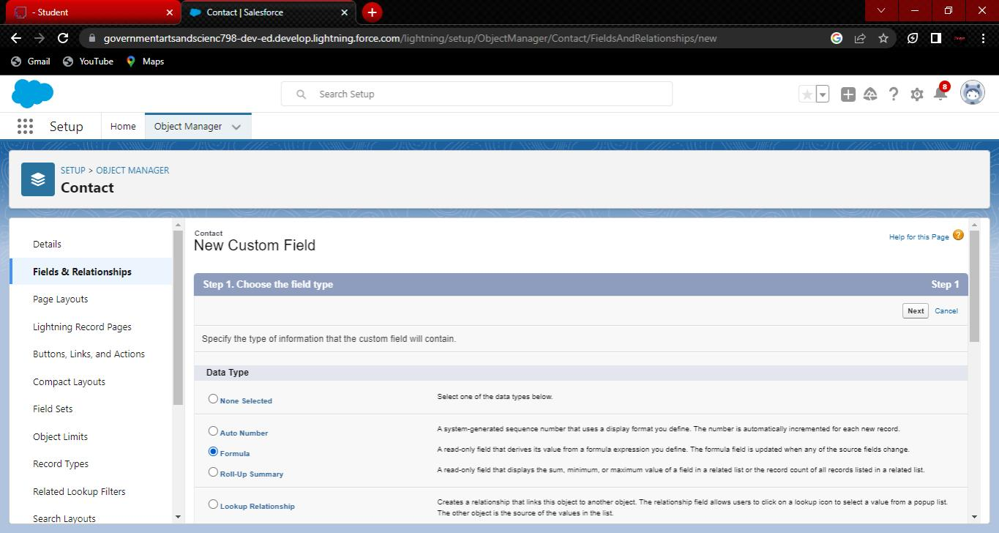 - Student
Contact | Salesforce
governmentartsandscienc798-dev-ed.develop.lightning.force.com/lightning/setup/ObjectManager/Contact/FieldsAndRelationships/new
Gmail
YouTube
Maps
Search Setup
8
Setup
Home
Object Manager
SETUP > OBJECT MANAGER
Contact
Details
Fields & Relationships
Page Layouts
Lightning Record Pages
Buttons, Links, and Actions
Compact Layouts
Field Sets
Object Limits
Record Types
Related Lookup Filters
Search Layouts
Contact
New Custom Field
Help for this Page ?
Step 1. Choose the field type
Step 1
Next
Cancel
Specify the type of information that the custom field will contain.
Data Type
None Selected
Select one of the data types below.
Auto Number
A system-generated sequence number that uses a display format you define. The number is automatically incremented for each new record.
Formula
A read-only field that derives its value from a formula expression you define. The formula field is updated when any of the source fields change.
Roll-Up Summary
A read-only field that displays the sum, minimum, or maximum value of a field in a related list or the record count of all records listed in a related list.
Lookup Relationship
Creates a relationship that links this object to another object. The relationship field allows users to click on a lookup icon to select a value from a popup list.
The other object is the source of the values in the list.